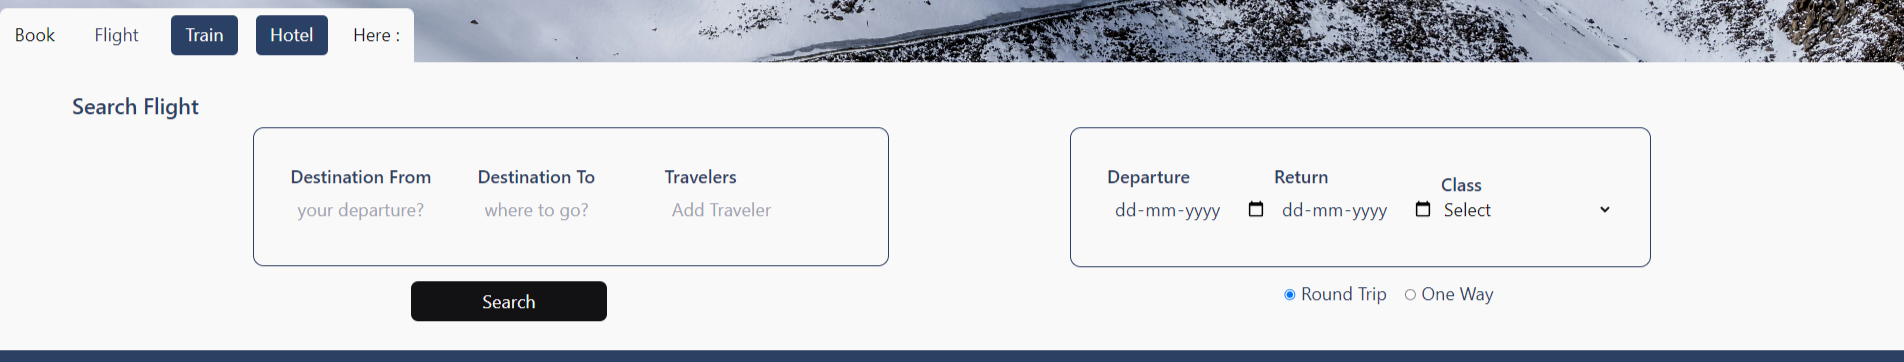 Book Flight Train Hotel Here :
Search Flight
Destination From Destination To Travelers
your departure? where to go? Add Traveler
Departure Return Class
dd-mm-yyyy dd-mm-yyyy Select
Search
Round Trip One Way